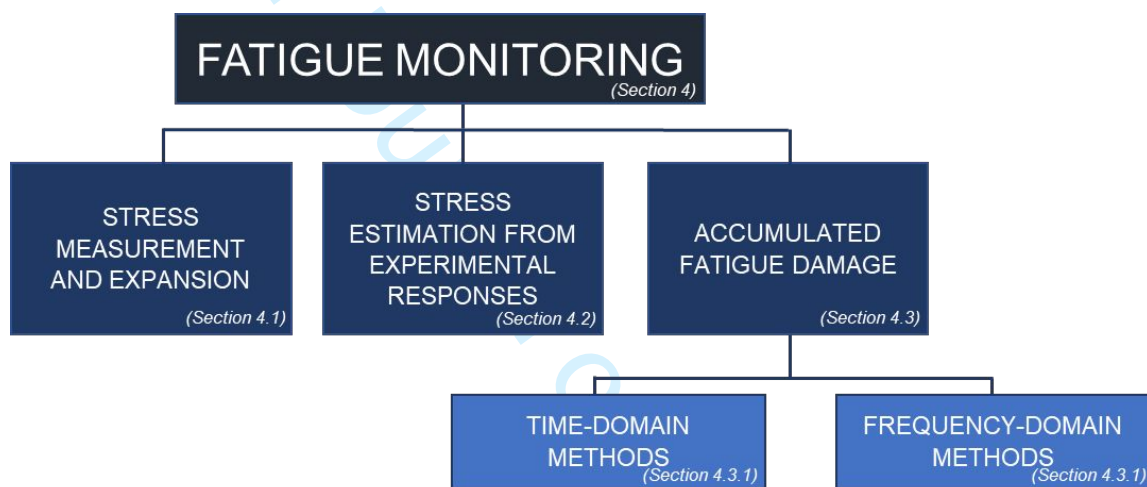 FATIGUE MONITORING
(Section 4)
STRESS
MEASUREMENT
AND EXPANSION
(Section 4.1)
STRESS
ESTIMATION FROM
EXPERIMENTAL
RESPONSES
(Section 4.2)
ACCUMULATED
FATIGUE DAMAGE
(Section 4.3)
TIME-DOMAIN
METHODS
(Section 4.3.1)
FREQUENCY-DOMAIN
METHODS
(Section 4.3.1)